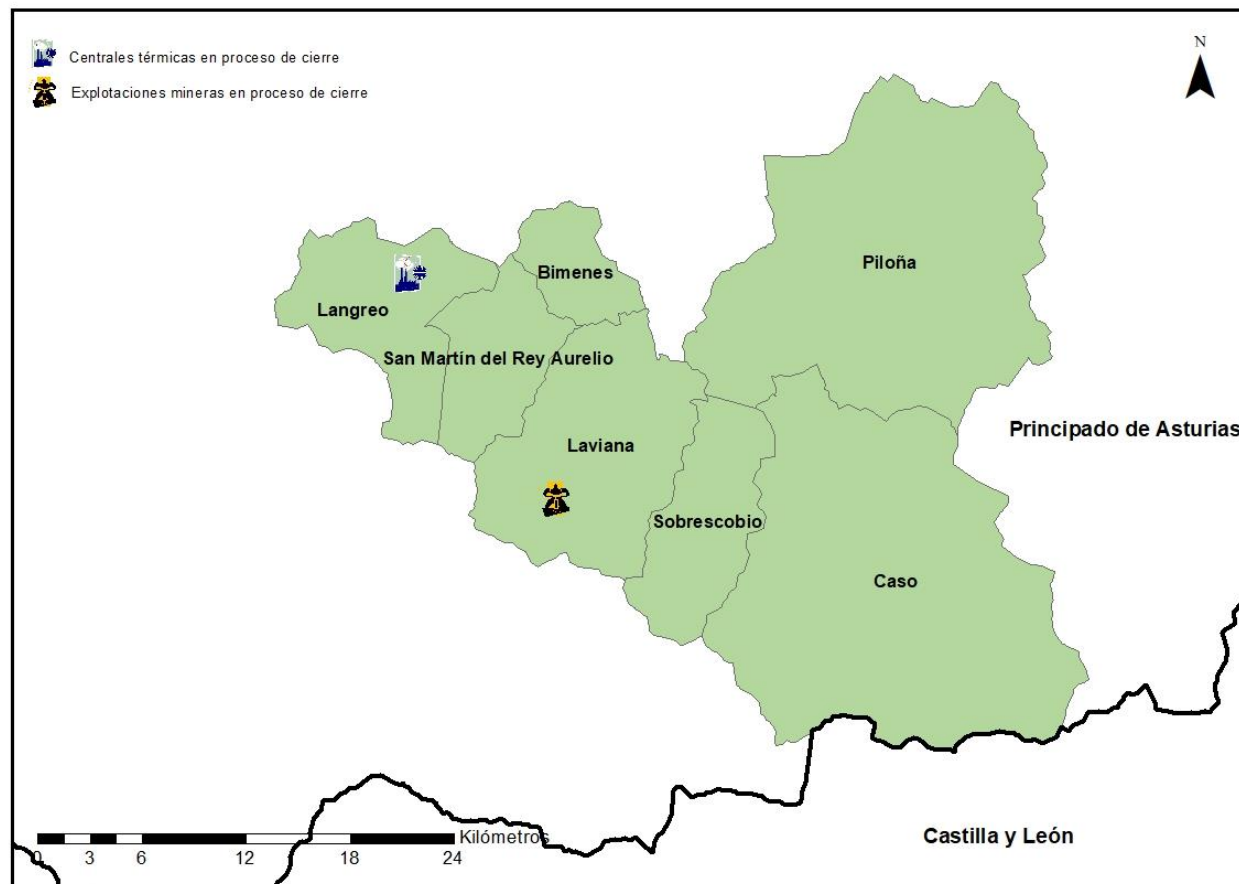 N
Centrales térmicas en proceso de cierre
Explotaciones mineras en proceso de cierre
Piloña
Bimenes
Langreo
San Martín del Rey Aurelio
Principado de Asturias
Laviana
Sobrescobio
Caso
Kilómetros
0 3 6 12 18 24
Castilla y León